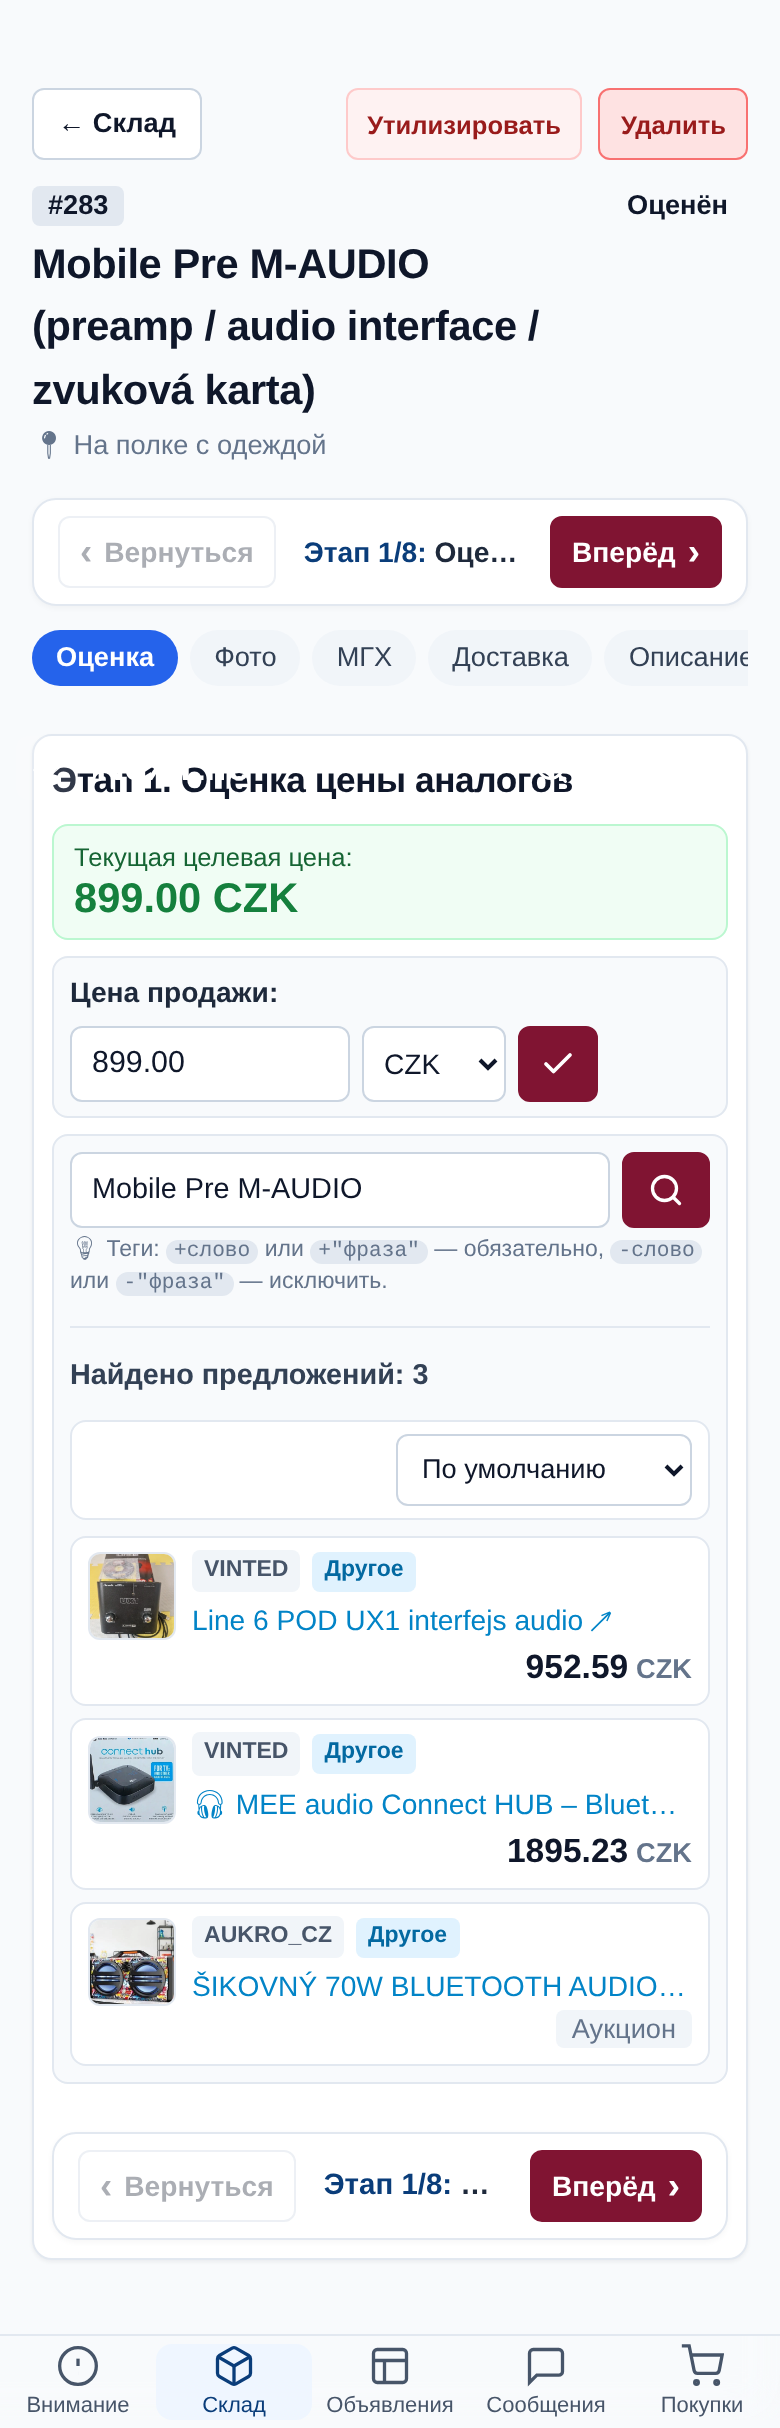 ← Склад
Утилизировать
Удалить
#283
Оценён
Mobile Pre M-AUDIO
(preamp / audio interface /
zvuková karta)
На полке с одеждой
‹ Вернуться
Этап 1/8: Оце...
Вперёд ›
Оценка
Фото
МГХ
Доставка
Описание
Этап 1. Оценка цены аналогов
Текущая целевая цена:
899.00 CZK
Цена продажи:
899.00
CZK
Mobile Pre M-AUDIO
Теги: +слово или +"фраза" — обязательно, -слово
или -"фраза" — исключить.
Найдено предложений: 3
По умолчанию
VINTED
Другое
Line 6 POD UX1 interfejs audio ↗
952.59 CZK
connect hub
VINTED
Другое
MEE audio Connect HUB – Bluet...
1895.23 CZK
AUKRO_CZ
Другое
ŠIKOVNÝ 70W BLUETOOTH AUDIO...
Аукцион
‹ Вернуться
Этап 1/8: ...
Вперёд ›
Внимание
Склад
Объявления
Сообщения
Покупки